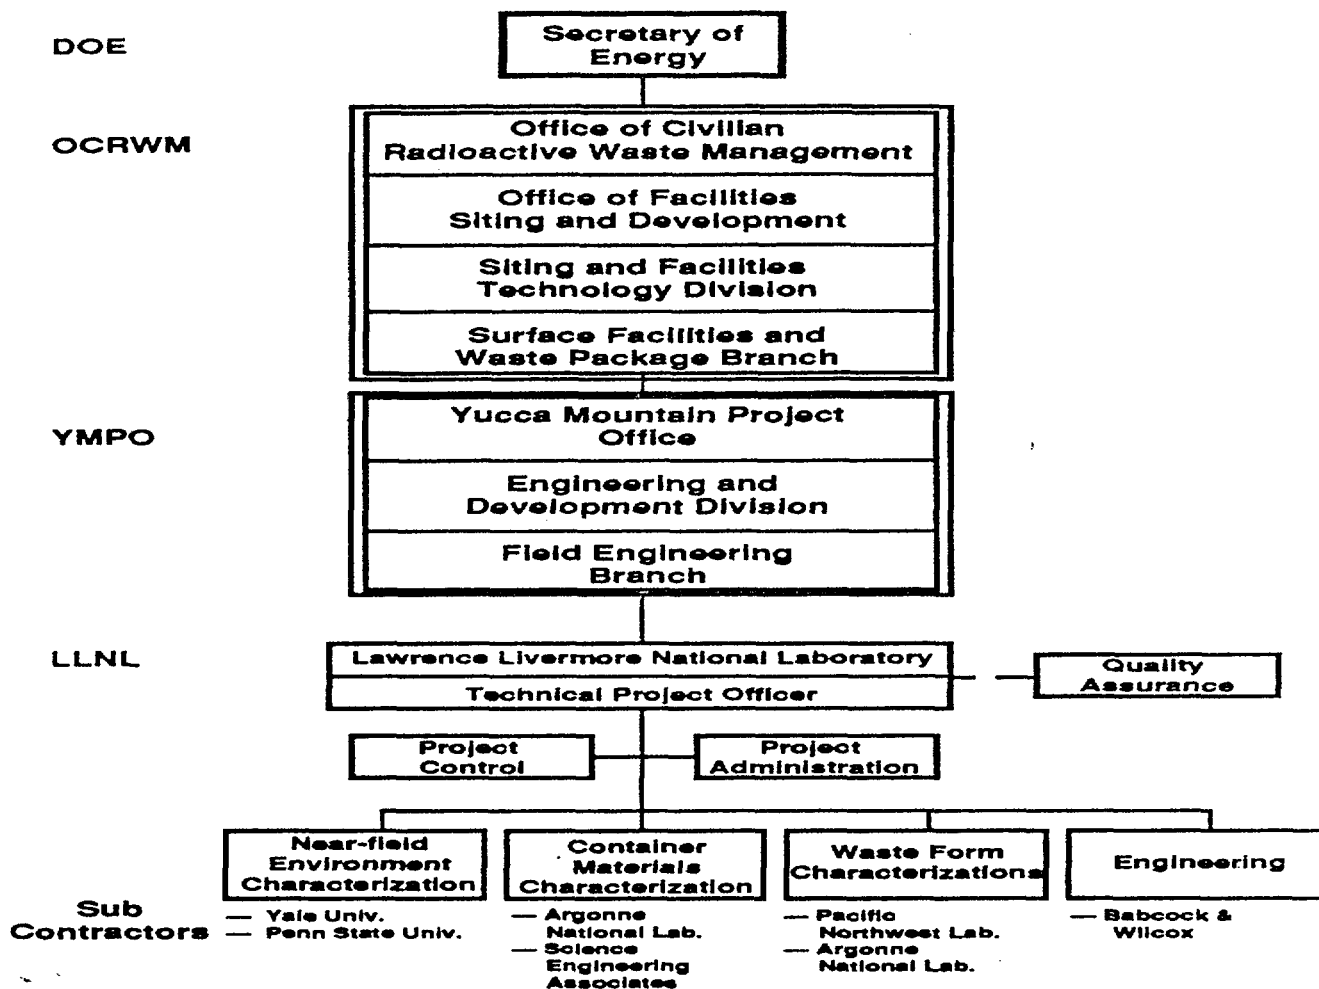 DOE
Secretary of
Energy
OCRWM
Office of Civilian
Radioactive Waste Management
Office of Facilities
Siting and Development
Siting and Facilities
Technology Division
Surface Facilities and
Waste Package Branch
YMPO
Yucca Mountain Project
Office
Engineering and
Development Division
Field Engineering
Branch
LLNL
Lawrence Livermore National Laboratory
Technical Project Officer
Quality
Assurance
Project
Control
Project
Administration
Near-field
Environment
Characterization
Container
Materials
Characterization
Waste Form
Characterizations
Engineering
Sub
Contractors
— Yale Univ.
— Penn State Univ.
— Argonne
National Lab.
— Science
Engineering
Associates
— Pacific
Northwest Lab.
— Argonne
National Lab.
— Babcock &
Wilcox